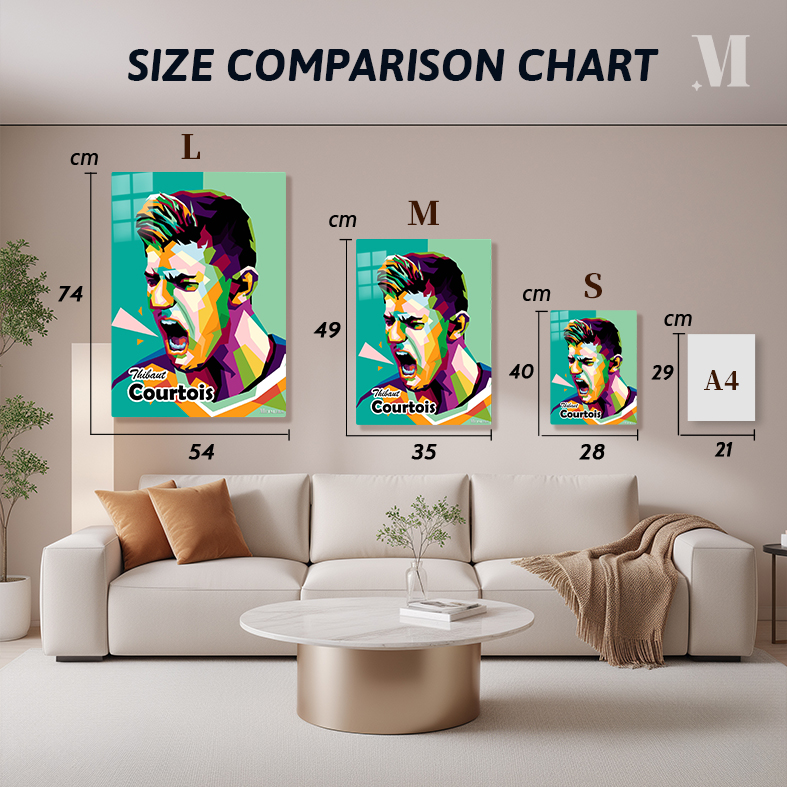 SIZE COMPARISON CHART
M
cm
L
74
Thibaut
Courtois
54
cm
M
49
Thibaut
Courtois
35
cm
S
40
Thibaut
Courtois
28
cm
29
A4
21